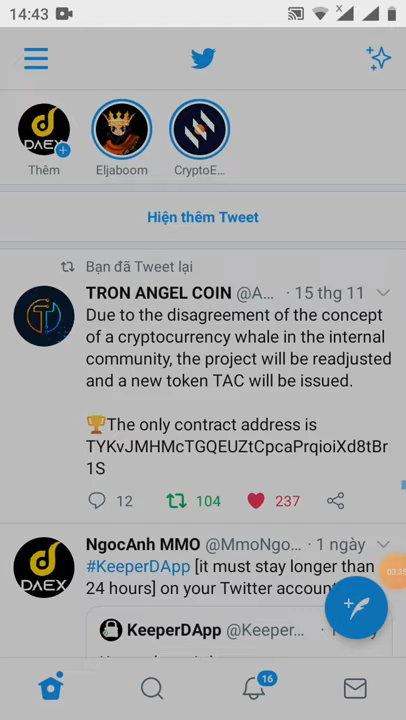 14:43
DAEX
Thêm
Eljaboom
CryptoE...
Hiện thêm Tweet
Bạn đã Tweet lại
TRON ANGEL COIN @A... · 15 thg 11
Due to the disagreement of the concept
of a cryptocurrency whale in the internal
community, the project will be readjusted
and a new token TAC will be issued.
🏆The only contract address is
TYKvJMHMcTGQEUZtCpcaPrqioiXd8tBr
1S
12 104 237
NgocAnh MMO @MmoNgo... · 1 ngày
DAEX
#KeeperDApp [it must stay longer than
24 hours] on your Twitter account
KeeperDApp @Keeper...
16